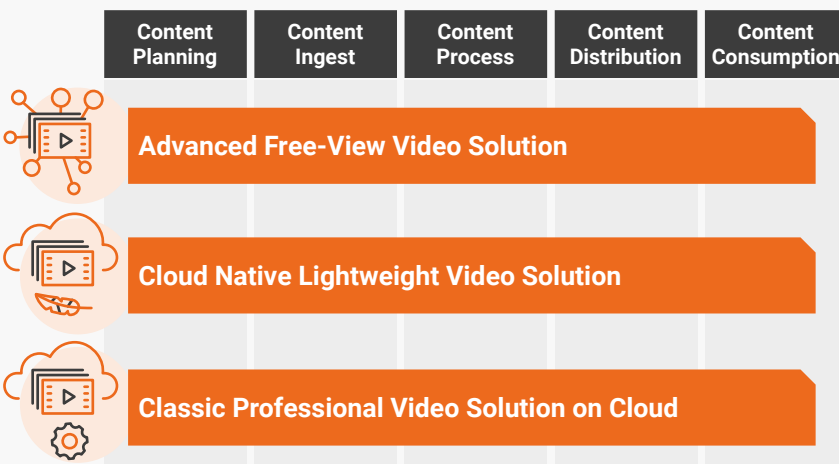 Content
Planning
Content
Ingest
Content
Process
Content
Distribution
Content
Consumption
Advanced Free-View Video Solution
Cloud Native Lightweight Video Solution
Classic Professional Video Solution on Cloud